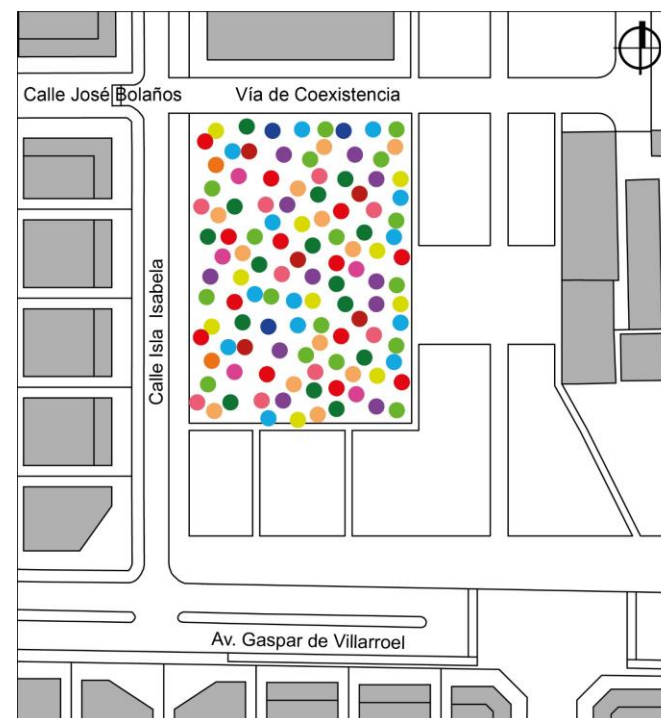 Calle José Bolaños
Vía de Coexistencia
Calle Isla Isabela
Av. Gaspar de Villarroel